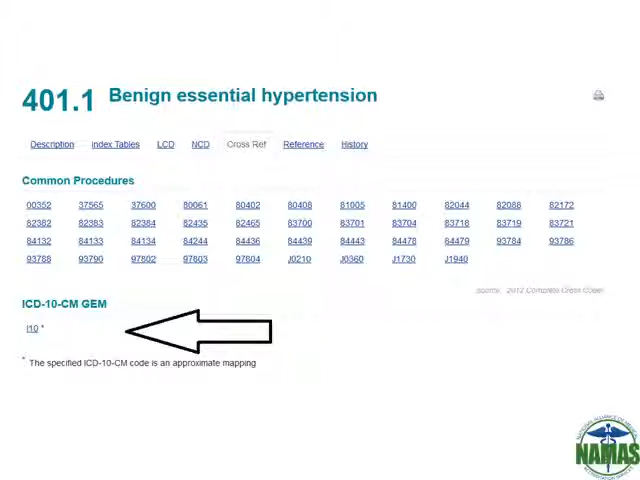 401.1 Benign essential hypertension
Description Index Tables LCD NCD Cross Ref Reference History
Common Procedures
00352 37565 37600 80061 80402 80408 81005 81400 82044 82088 82172
82382 82383 82384 82435 82465 83700 83701 83704 83718 83719 83721
84132 84133 84134 84244 84436 84439 84443 84478 84479 93784 93786
93788 93790 97802 97803 97804 J0210 J0360 J1730 J1940
source: 2012 Complete Cross Coder
ICD-10-CM GEM
I10 *
* The specified ICD-10-CM code is an approximate mapping
NAMAS